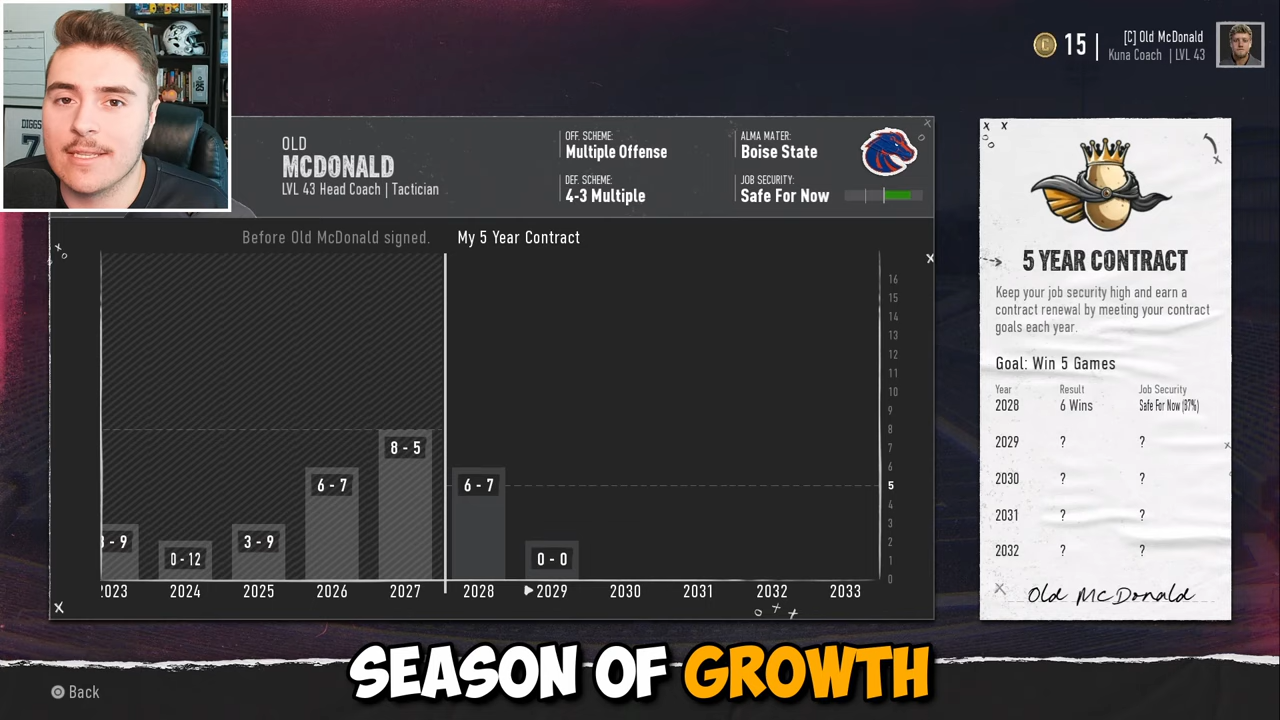 DIGGS
7
15
[C] Old McDonald
Kuna Coach | LVL 43
OLD
MCDONALD
LVL 43 Head Coach | Tactician
OFF. SCHEME:
Multiple Offense
DEF. SCHEME:
4-3 Multiple
ALMA MATER:
Boise State
JOB SECURITY:
Safe For Now
Before Old McDonald signed.
My 5 Year Contract
16
15
14
13
12
11
10
9
8
7
6
5
4
3
2
1
0
3 - 9
0 - 12
3 - 9
6 - 7
8 - 5
6 - 7
0 - 0
2023 2024 2025 2026 2027 2028 2029 2030 2031 2032 2033
5 YEAR CONTRACT
Keep your job security high and earn a
contract renewal by meeting your contract
goals each year.
Goal: Win 5 Games
Year Result Job Security
2028 6 Wins Safe For Now (87%)
2029 ? ?
2030 ? ?
2031 ? ?
2032 ? ?
Old McDonald
SEASON OF GROWTH
Back